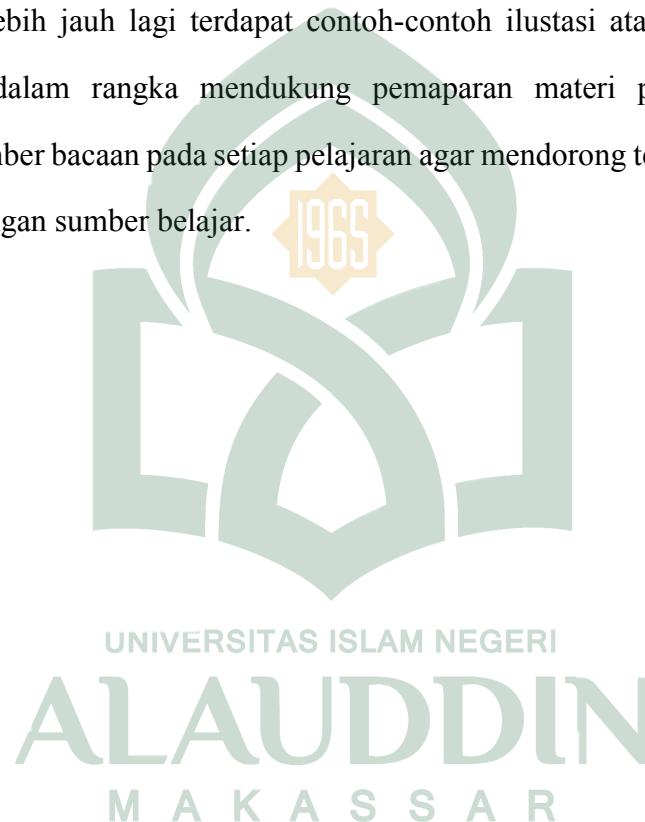 ebih jauh lagi terdapat contoh-contoh ilustasi ata
dalam rangka mendukung pemaparan materi p
ber bacaan pada setiap pelajaran agar mendorong te
gan sumber belajar.
1965
UNIVERSITAS ISLAM NEGERI
ALAUDDIN
MAKASSAR